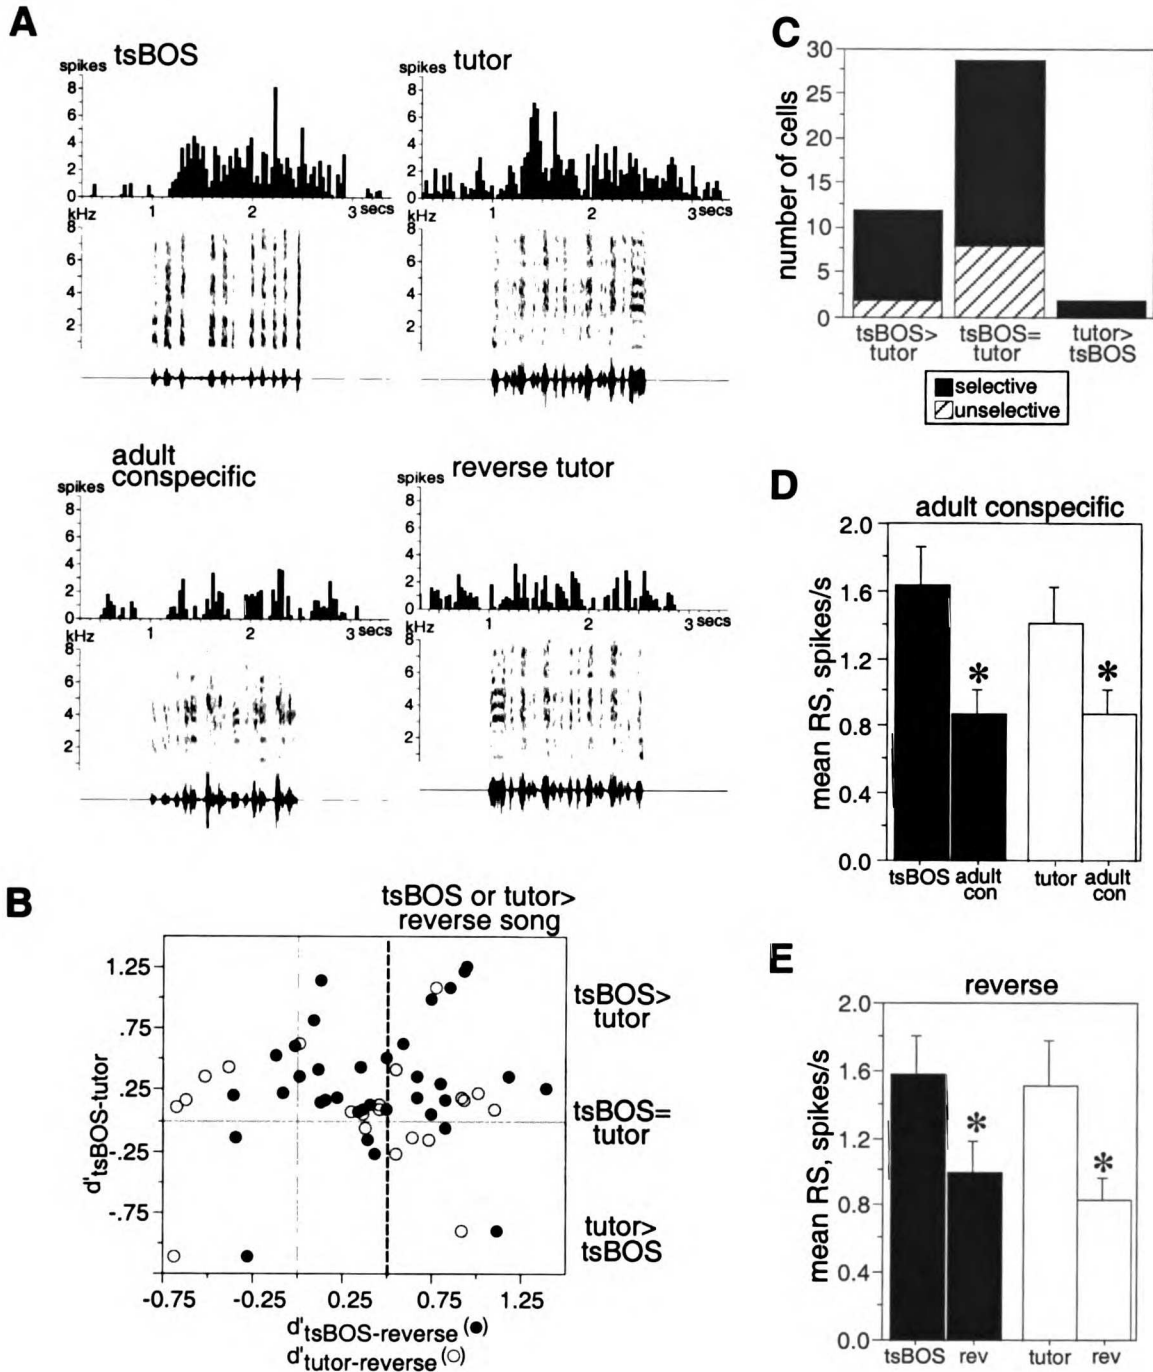 A
tsBOS
spikes
8
6
4
2
0
1
2
3 secs
kHz
8
6
4
2
tutor
spikes
8
6
4
2
0
1
2
3 secs
kHz
8
6
4
2
adult
conspecific
spikes
8
6
4
2
0
1
2
3 secs
kHz
8
6
4
2
reverse tutor
spikes
8
6
4
2
0
1
2
3 secs
kHz
8
6
4
2
B
tsBOS or tutor>
reverse song
d'tsBOS-tutor
1.25
.75
.25
-.25
-.75
tsBOS>
tutor
tsBOS=
tutor
tutor>
tsBOS
-0.75
-0.25
0.25
0.75
1.25
d'tsBOS-reverse (●)
d'tutor-reverse (○)
C
number of cells
30
25
20
15
10
5
0
tsBOS>
tutor
tsBOS=
tutor
tutor>
tsBOS
selective
unselective
D
adult conspecific
mean RS, spikes/s
2.0
1.6
1.2
0.8
0.4
0.0
*
*
tsBOS
adult
con
tutor
adult
con
E
reverse
mean RS, spikes/s
2.0
1.6
1.2
0.8
0.4
0.0
*
*
tsBOS
rev
tutor
rev